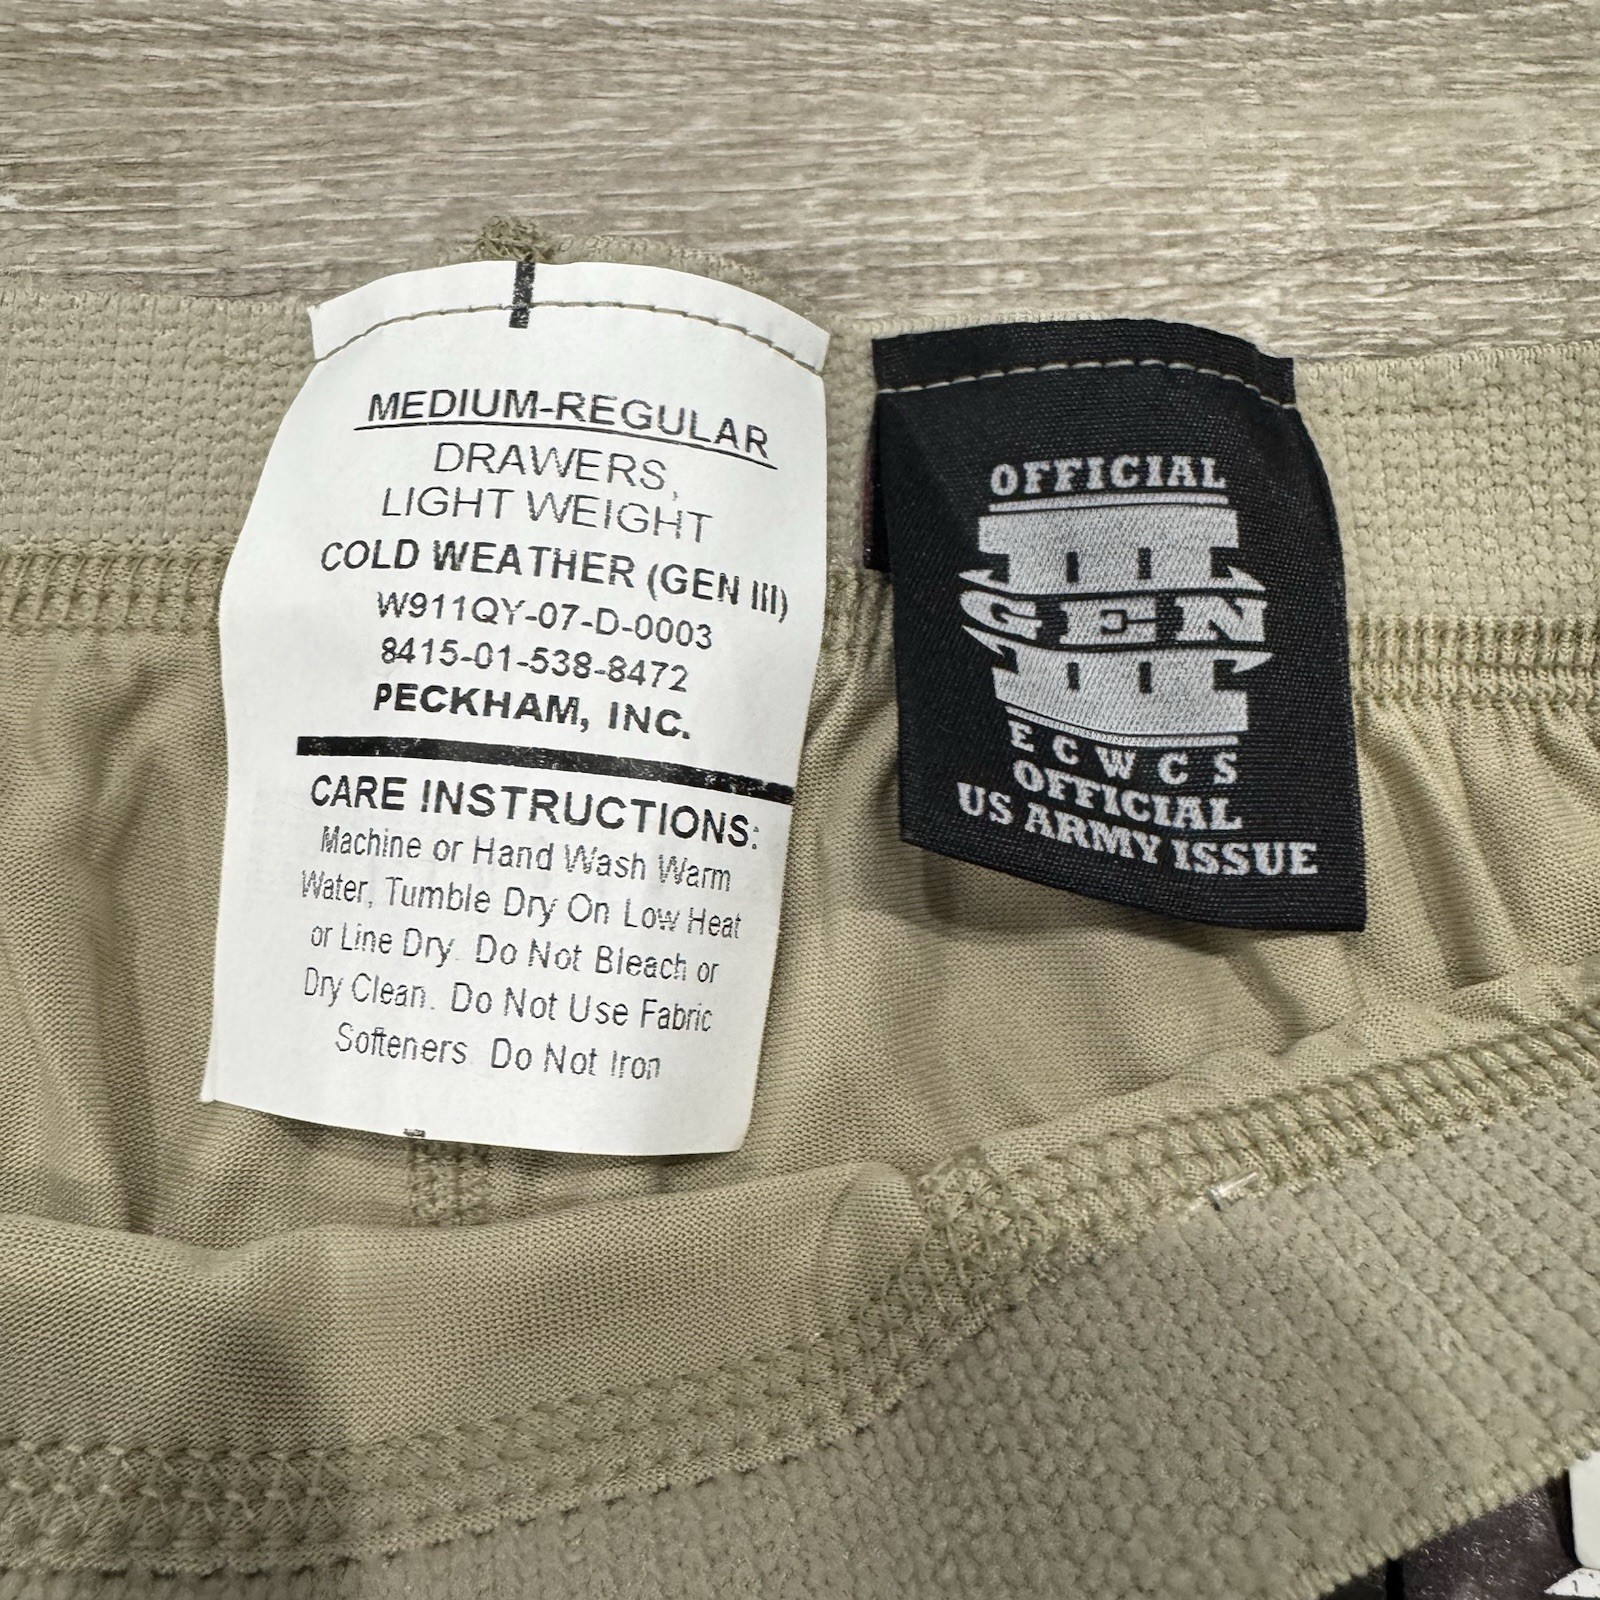 MEDIUM-REGULAR
DRAWERS,
LIGHT WEIGHT
COLD WEATHER (GEN III)
W911QY-07-D-0003
8415-01-538-8472
PECKHAM, INC.
CARE INSTRUCTIONS:
Machine or Hand Wash Warm
Water, Tumble Dry On Low Heat
or Line Dry. Do Not Bleach or
Dry Clean. Do Not Use Fabric
Softeners. Do Not Iron
OFFICIAL
III
GEN
ECWCS
OFFICIAL
US ARMY ISSUE